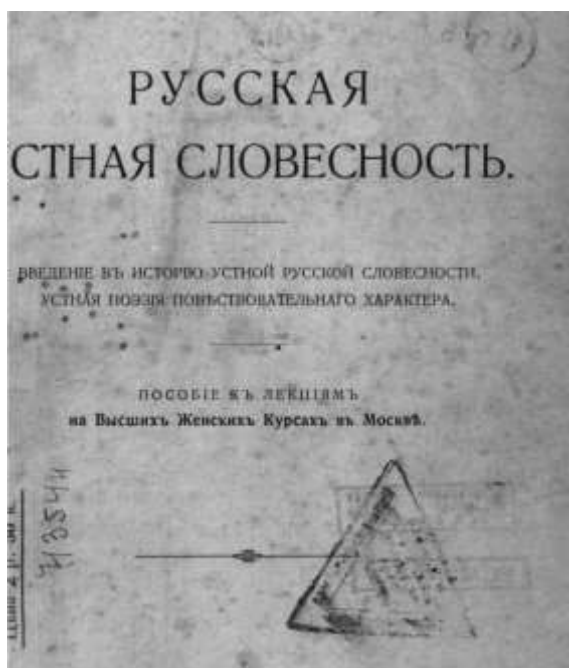 РУССКАЯ
СТНАЯ СЛОВЕСНОСТЬ.
ВВЕДЕНІЕ ВЪ ИСТОРІЮ УСТНОЙ РУССКОЙ СЛОВЕСНОСТИ.
УСТНАЯ ПОЭЗІЯ ПОВѢСТВОВАТЕЛЬНАГО ХАРАКТЕРА.
ПОСОБІЕ КЪ ЛЕКЦІЯМЪ
на Высшихъ Женскихъ Курсахъ въ Москвѣ.